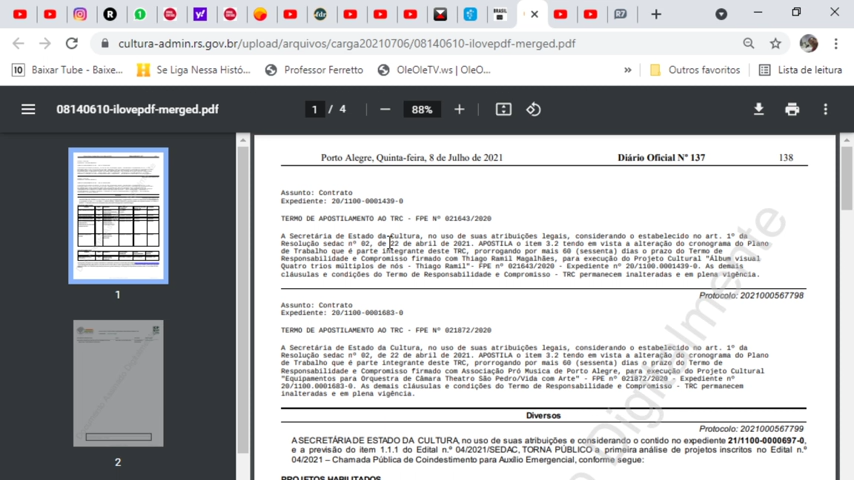 cultura-admin.rs.gov.br/upload/arquivos/carga20210706/08140610-ilovepdf-merged.pdf
Baixar Tube - Baixe...
Se Liga Nessa Histó...
Professor Ferretto
OleOleTV.ws | OleO...
»
Outros favoritos
Lista de leitura
08140610-ilovepdf-merged.pdf
1 / 4
88%
Porto Alegre, Quinta-feira, 8 de Julho de 2021 Diário Oficial Nº 137 138
Assunto: Contrato
Expediente: 20/1100-0001439-0
TERMO DE APOSTILAMENTO AO TRC - FPE Nº 021643/2020
A Secretária de Estado da Cultura, no uso de suas atribuições legais, considerando o estabelecido no art. 1º da
Resolução sedac nº 02, de 22 de abril de 2021. APOSTILA o item 3.2 tendo em vista a alteração do cronograma do Plano
de Trabalho que é parte integrante deste TRC, prorrogando por mais 60 (sessenta) dias o prazo do Termo de
Responsabilidade e Compromisso firmado com Thiago Ramil Magalhães, para execução do Projeto Cultural "Álbum visual
Quatro trios múltiplos de nós - Thiago Ramil"- FPE nº 021643/2020 - Expediente nº 20/1100.0001439-0. As demais
cláusulas e condições do Termo de Responsabilidade e Compromisso - TRC permanecem inalteradas e em plena vigência.
Protocolo: 2021000567798
Assunto: Contrato
Expediente: 20/1100-0001683-0
TERMO DE APOSTILAMENTO AO TRC - FPE Nº 021872/2020
A Secretária de Estado da Cultura, no uso de suas atribuições legais, considerando o estabelecido no art. 1º da
Resolução sedac nº 02, de 22 de abril de 2021. APOSTILA o item 3.2 tendo em vista a alteração do cronograma do Plano
de Trabalho que é parte integrante deste TRC, prorrogando por mais 60 (sessenta) dias o prazo do Termo de
Responsabilidade e Compromisso firmado com Associação Pró Musica de Porto Alegre, para execução do Projeto Cultural
"Equipamentos para Orquestra de Câmara Theatro São Pedro/Vida com Arte" - FPE nº 021872/2020 - Expediente nº
20/1100.0001683-0. As demais cláusulas e condições do Termo de Responsabilidade e Compromisso - TRC permanecem
inalteradas e em plena vigência.
Diversos
Protocolo: 2021000567799
A SECRETÁRIA DE ESTADO DA CULTURA, no uso de suas atribuições e considerando o contido no expediente 21/1100-0000697-0,
e a previsão do item 1.1.1 do Edital n.º 04/2021/SEDAC, TORNA PÚBLICO a primeira análise de projetos inscritos no Edital n.º
04/2021 – Chamada Pública de Coindestimento para Auxílio Emergencial, conforme segue:
PROJETOS HABILITADOS
Digitalmente
1
2